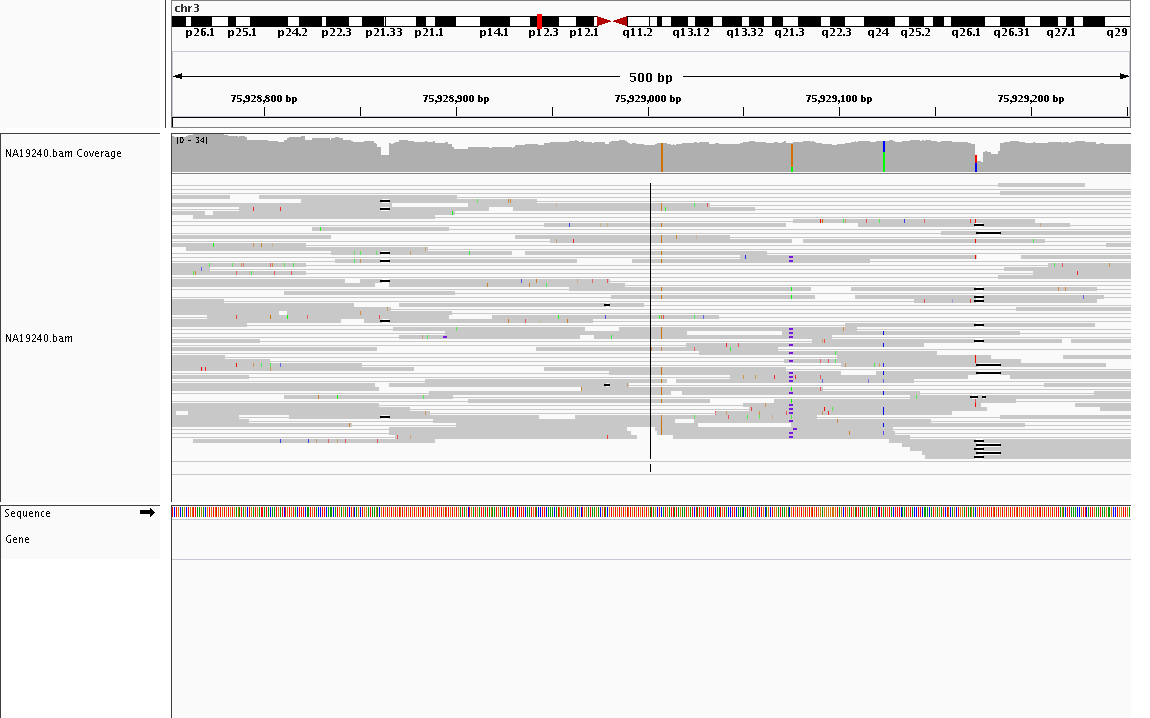 chr3
p26.1 p25.1 p24.2 p22.3 p21.33 p21.1 p14.1 p12.3 p12.1 q11.2 q13.12 q13.32 q21.3 q22.3 q24 q25.2 q26.1 q26.31 q27.1 q29
500 bp
75,928,800 bp 75,928,900 bp 75,929,000 bp 75,929,100 bp 75,929,200 bp
NA19240.bam Coverage
[0 - 34]
NA19240.bam
Sequence
Gene